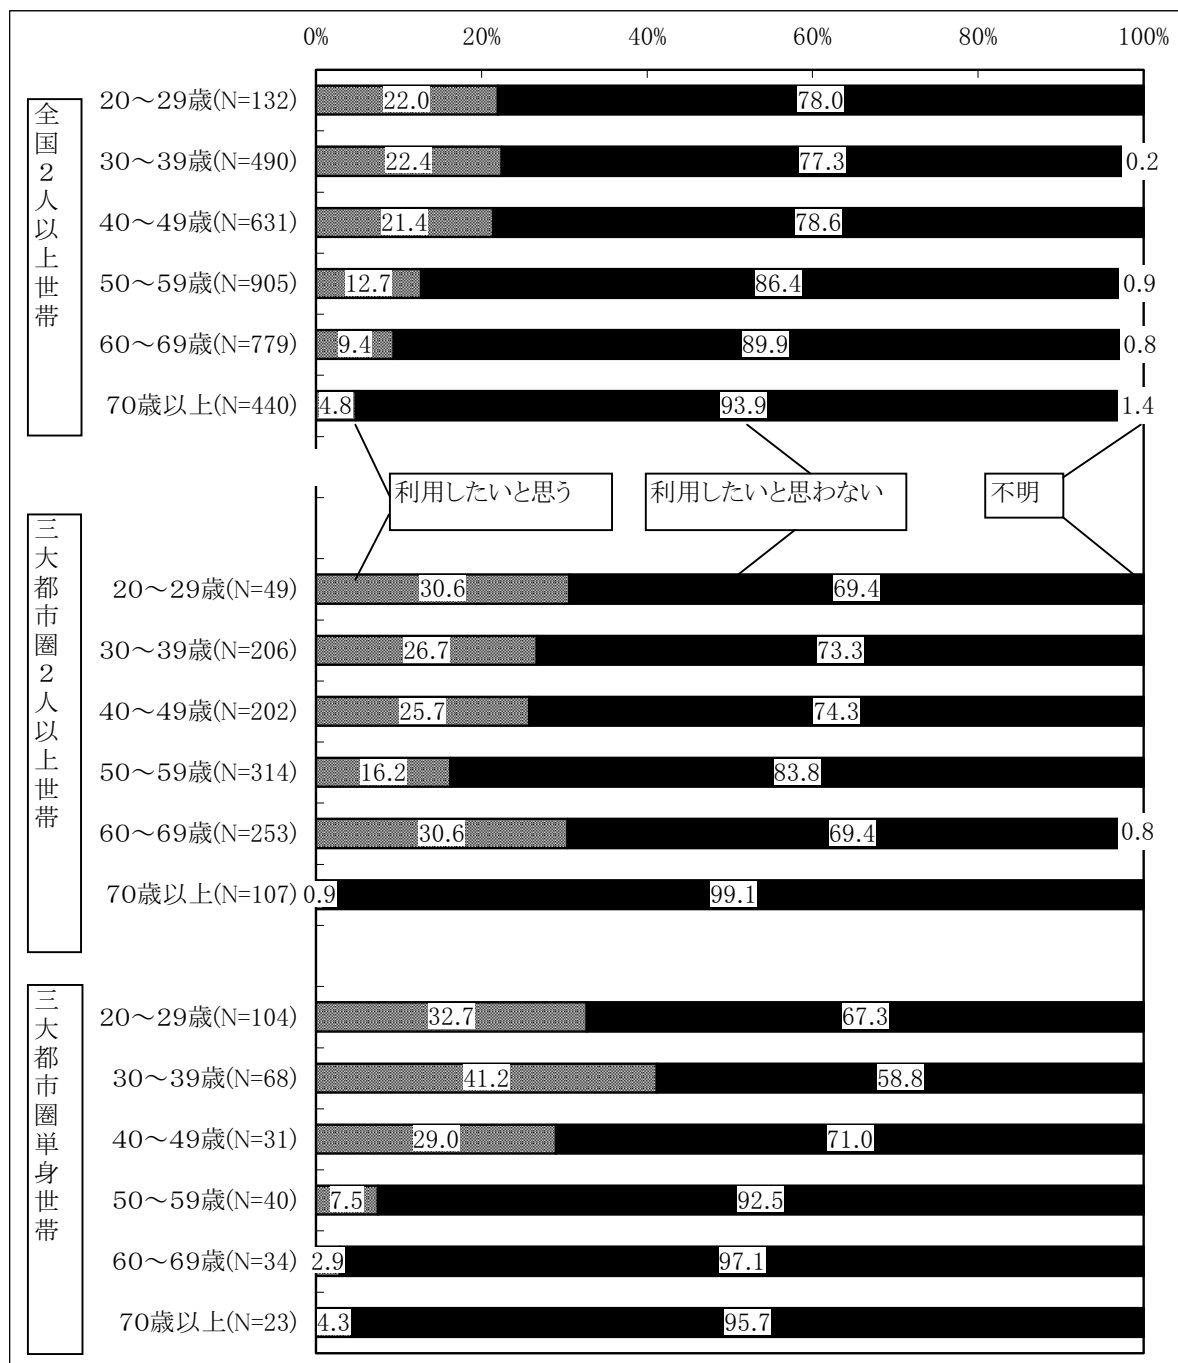 0% 20% 40% 60% 80% 100%
全国２人以上世帯
20～29歳(N=132) 22.0 78.0
30～39歳(N=490) 22.4 77.3 0.2
40～49歳(N=631) 21.4 78.6
50～59歳(N=905) 12.7 86.4 0.9
60～69歳(N=779) 9.4 89.9 0.8
70歳以上(N=440) 4.8 93.9 1.4
利用したいと思う 利用したいと思わない 不明
三大都市圏２人以上世帯
20～29歳(N=49) 30.6 69.4
30～39歳(N=206) 26.7 73.3
40～49歳(N=202) 25.7 74.3
50～59歳(N=314) 16.2 83.8
60～69歳(N=253) 30.6 69.4 0.8
70歳以上(N=107) 0.9 99.1
三大都市圏単身世帯
20～29歳(N=104) 32.7 67.3
30～39歳(N=68) 41.2 58.8
40～49歳(N=31) 29.0 71.0
50～59歳(N=40) 7.5 92.5
60～69歳(N=34) 2.9 97.1
70歳以上(N=23) 4.3 95.7